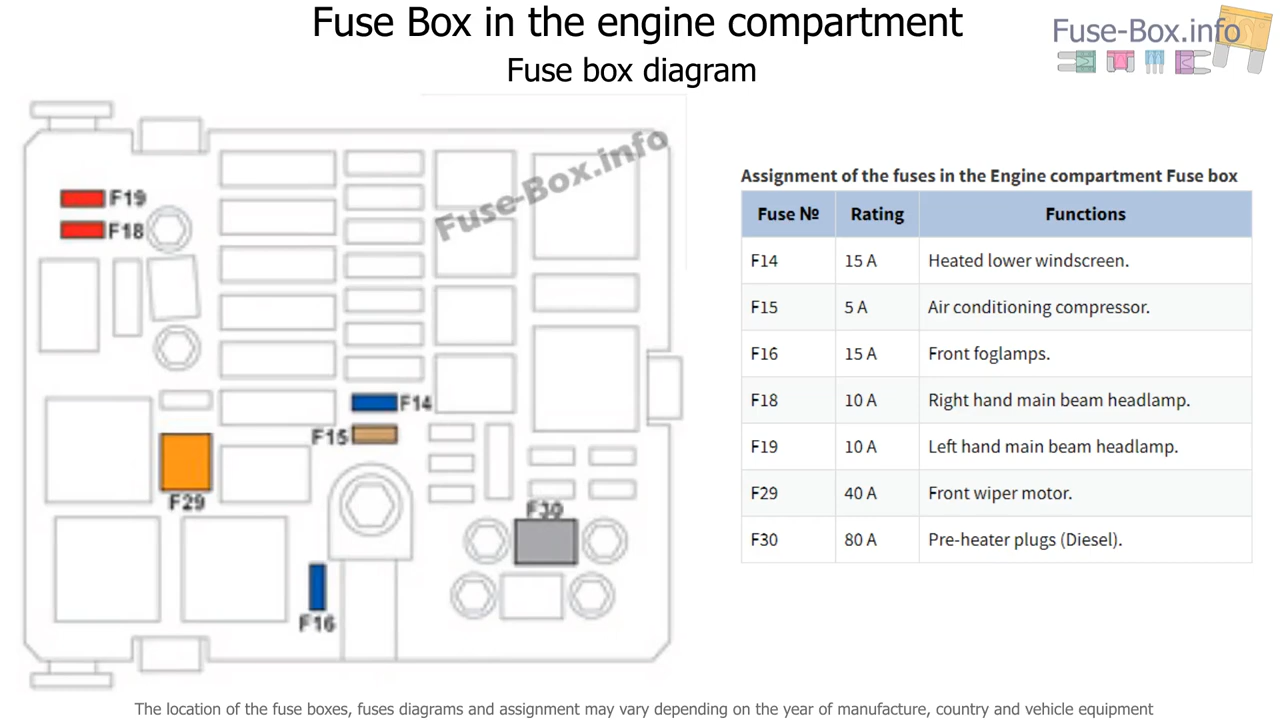 Fuse Box in the engine compartment
Fuse box diagram
Fuse-Box.info
Fuse-Box.info
F19
F18
F14
F15
F29
F30
F16
Assignment of the fuses in the Engine compartment Fuse box
Fuse № Rating Functions
F14 15 A Heated lower windscreen.
F15 5 A Air conditioning compressor.
F16 15 A Front foglamps.
F18 10 A Right hand main beam headlamp.
F19 10 A Left hand main beam headlamp.
F29 40 A Front wiper motor.
F30 80 A Pre-heater plugs (Diesel).
The location of the fuse boxes, fuses diagrams and assignment may vary depending on the year of manufacture, country and vehicle equipment